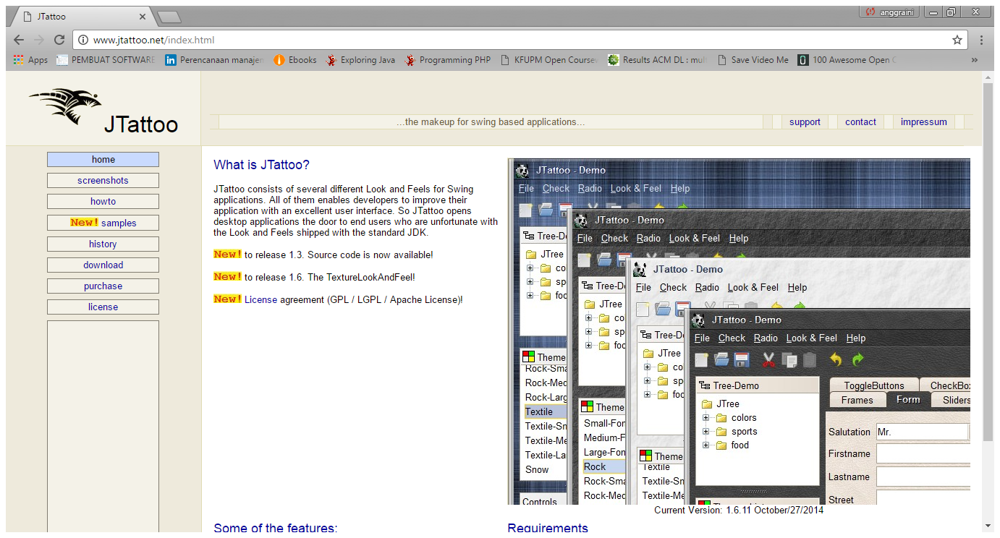 JTattoo
anggraini
www.jtattoo.net/index.html
Apps PEMBUAT SOFTWARE Perencanaan manajen Ebooks Exploring Java Programming PHP KFUPM Open Coursew Results ACM DL : mult Save Video Me 100 Awesome Open
JTattoo
...the makeup for swing based applications...
support contact impressum
home
screenshots
howto
New! samples
history
download
purchase
license
What is JTattoo?
JTattoo consists of several different Look and Feels for Swing
applications. All of them enables developers to improve their
application with an excellent user interface. So JTattoo opens
desktop applications the door to end users who are unfortunate with
the Look and Feels shipped with the standard JDK.
New! to release 1.3. Source code is now available!
New! to release 1.6. The TextureLookAndFeel!
New! License agreement (GPL / LGPL / Apache License)!
JTattoo - Demo
File Check Radio Look & Feel Help
Tree-De
JTree
co
sp
foo
Theme
Rock-Sma
Rock-Med
Rock-Larg
Textile
Textile-Sm
Textile-Me
Textile-La
Snow
Controls
JTattoo - Demo
File Check Radio Look & Feel Help
Tree-De
JTree
co
sp
foo
Theme
Small-Fon
Medium-F
Large-Fon
Rock
Rock-Sma
Rock-Med
JTattoo - Demo
File Check Radio Look & Feel Help
Tree-De
JTree
co
sp
foo
Theme
Textile
Textile-Sm
Textile-Me
JTattoo - Demo
File Check Radio Look & Feel Help
Tree-Demo
JTree
colors
sports
food
ToggleButtons CheckBo
Frames Form Sliders
Salutation Mr.
Firstname
Lastname
Street
Current Version: 1.6.11 October/27/2014
Some of the features:
Requirements